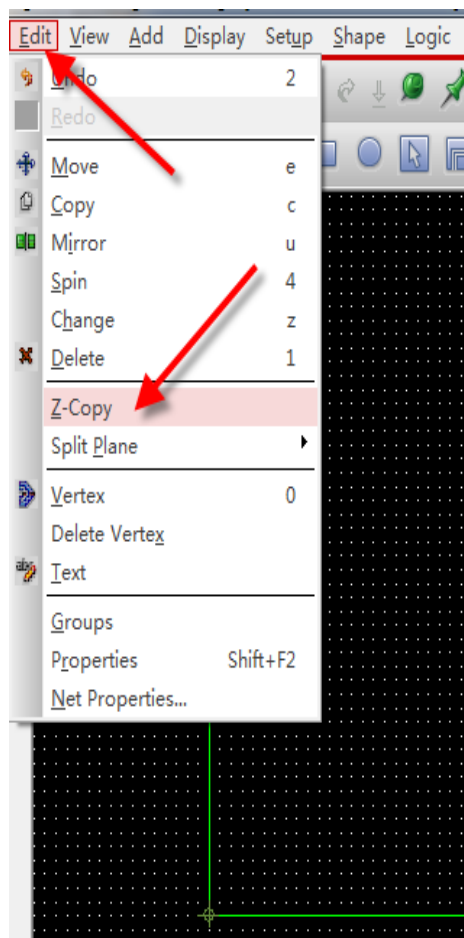 Edit View Add Display Setup Shape Logic
Undo 2
Redo
Move e
Copy c
Mirror u
Spin 4
Change z
Delete 1
Z-Copy
Split Plane
Vertex 0
Delete Vertex
Text
Groups
Properties Shift+F2
Net Properties...